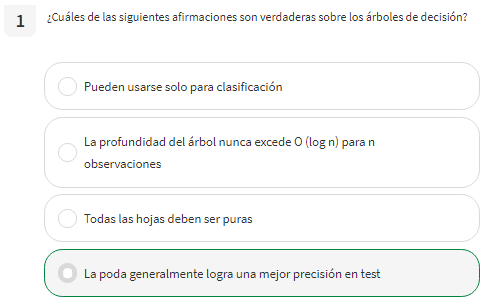 1
¿Cuáles de las siguientes afirmaciones son verdaderas sobre los árboles de decisión?
Pueden usarse solo para clasificación
La profundidad del árbol nunca excede O (log n) para n
observaciones
Todas las hojas deben ser puras
La poda generalmente logra una mejor precisión en test